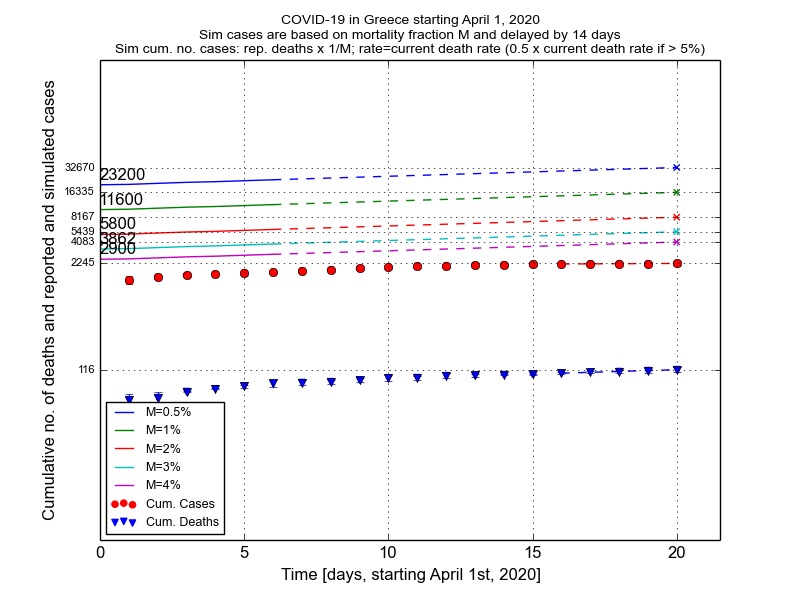 COVID-19 in Greece starting April 1, 2020
Sim cases are based on mortality fraction M and delayed by 14 days
Sim cum. no. cases: rep. deaths x 1/M; rate=current death rate (0.5 x current death rate if > 5%)
Cumulative no. of deaths and reported and simulated cases
32670
23200
16335
11600
8167
5800
5439
3862
4083
2900
2245
116
M=0.5%
M=1%
M=2%
M=3%
M=4%
Cum. Cases
Cum. Deaths
0 5 10 15 20
Time [days, starting April 1st, 2020]